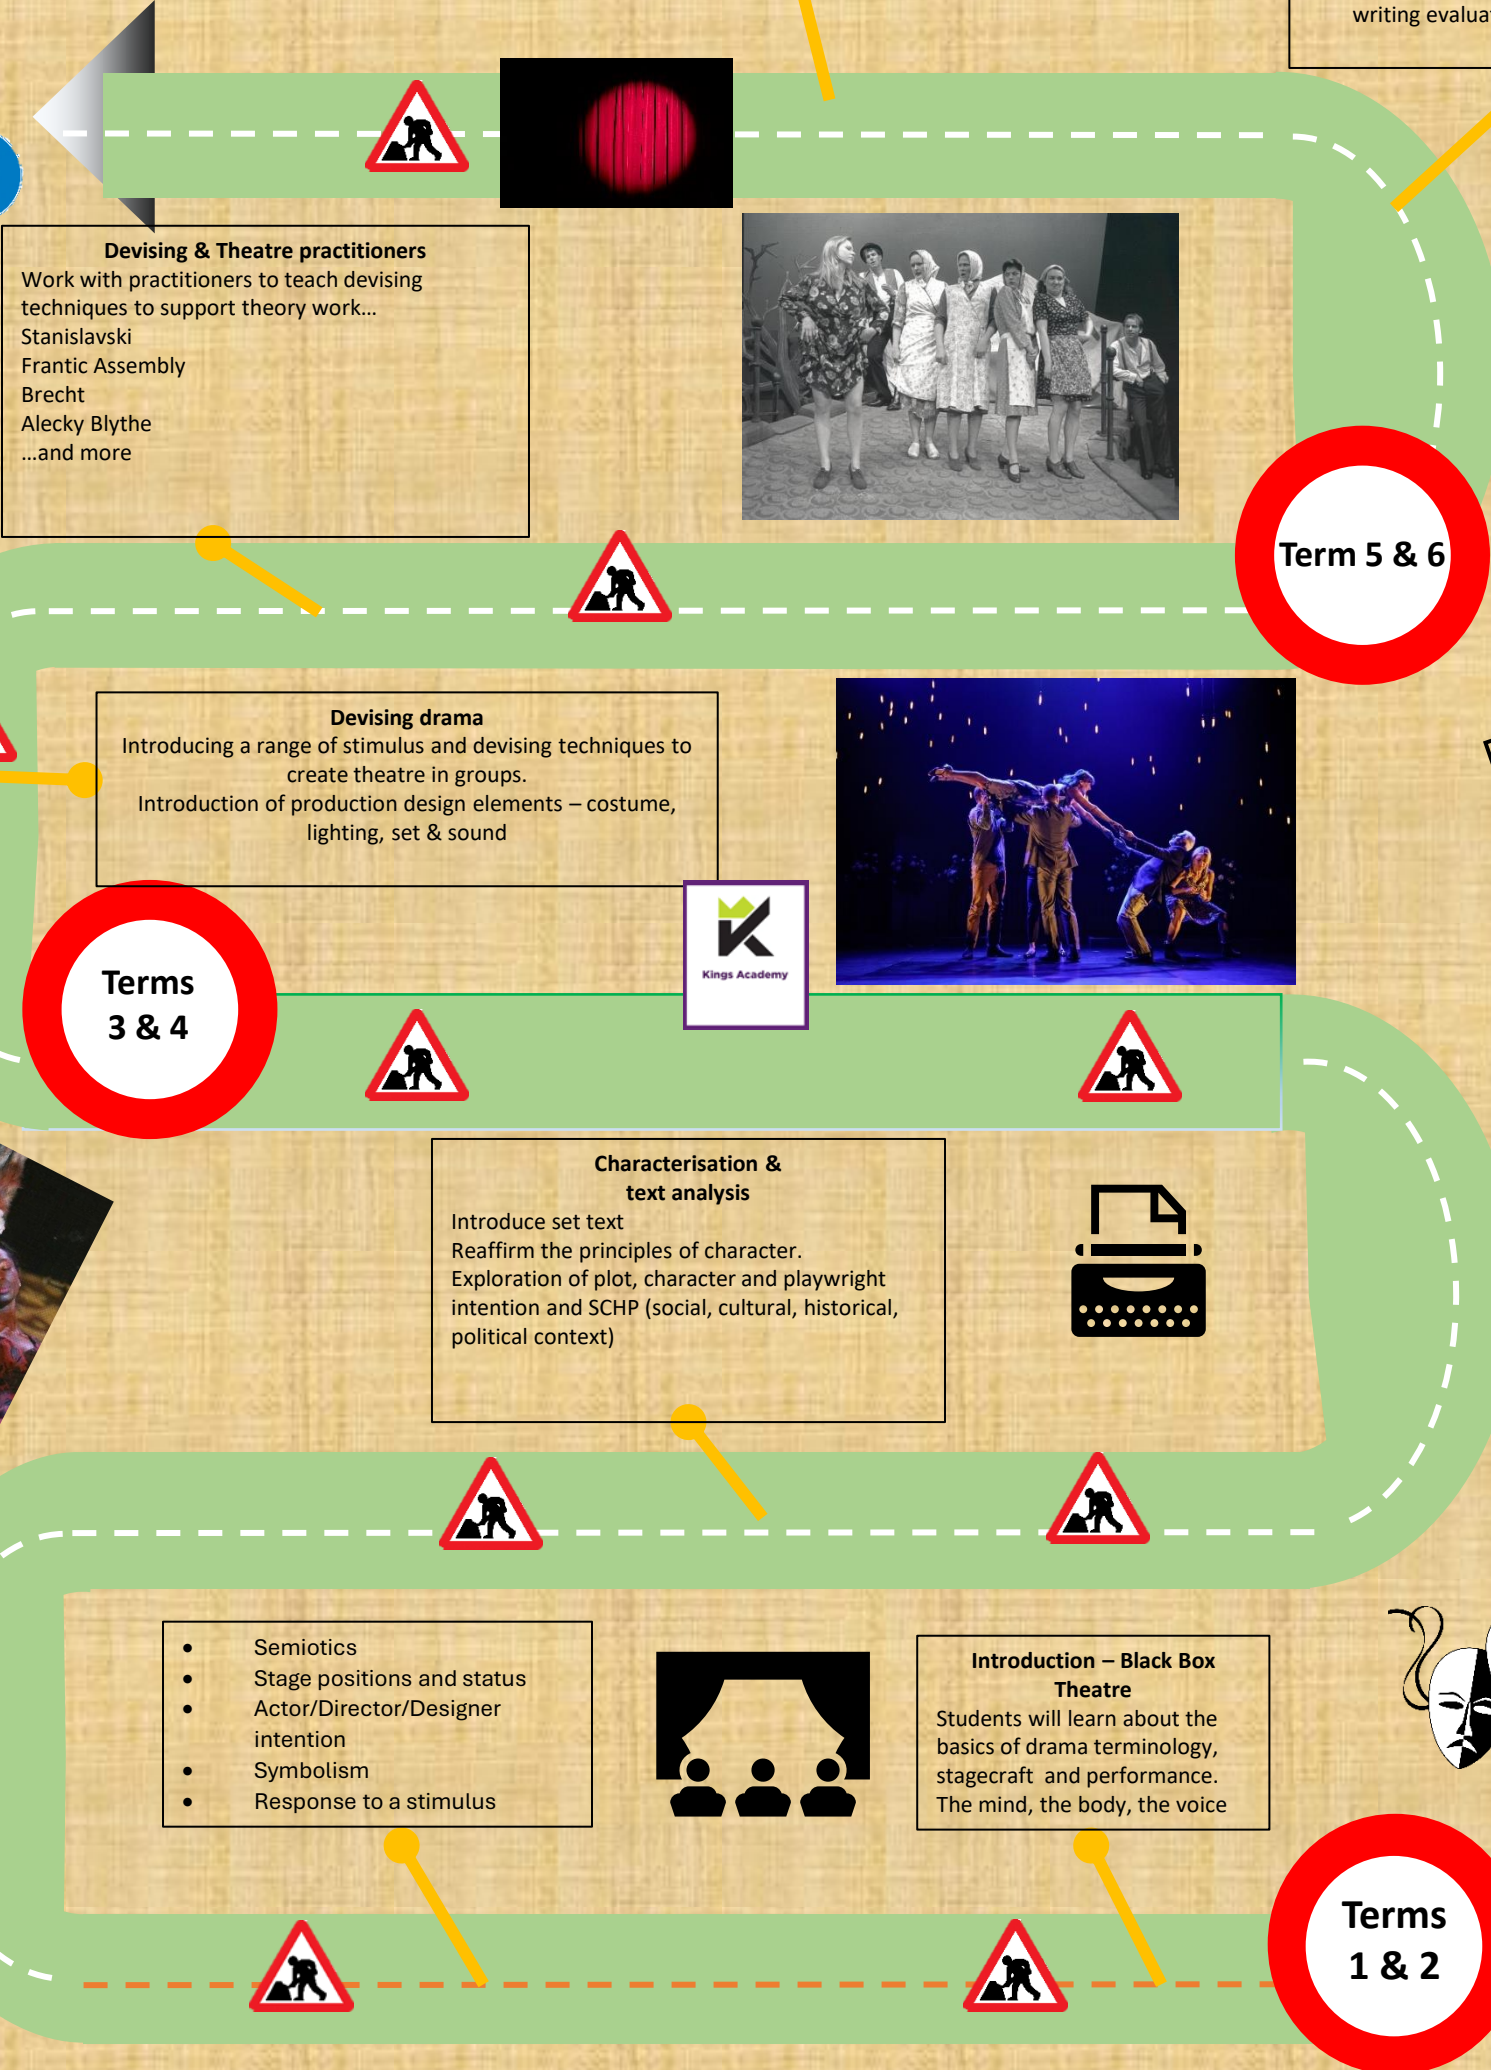 writing evalua
Devising & Theatre practitioners
Work with practitioners to teach devising
techniques to support theory work...
Stanislavski
Frantic Assembly
Brecht
Alecky Blythe
...and more
Term 5 & 6
Devising drama
Introducing a range of stimulus and devising techniques to
create theatre in groups.
Introduction of production design elements – costume,
lighting, set & sound
Kings Academy
Terms
3 & 4
Characterisation &
text analysis
Introduce set text
Reaffirm the principles of character.
Exploration of plot, character and playwright
intention and SCHP (social, cultural, historical,
political context)
• Semiotics
• Stage positions and status
• Actor/Director/Designer
intention
• Symbolism
• Response to a stimulus
Introduction – Black Box
Theatre
Students will learn about the
basics of drama terminology,
stagecraft  and performance.
The mind, the body, the voice
Terms
1 & 2